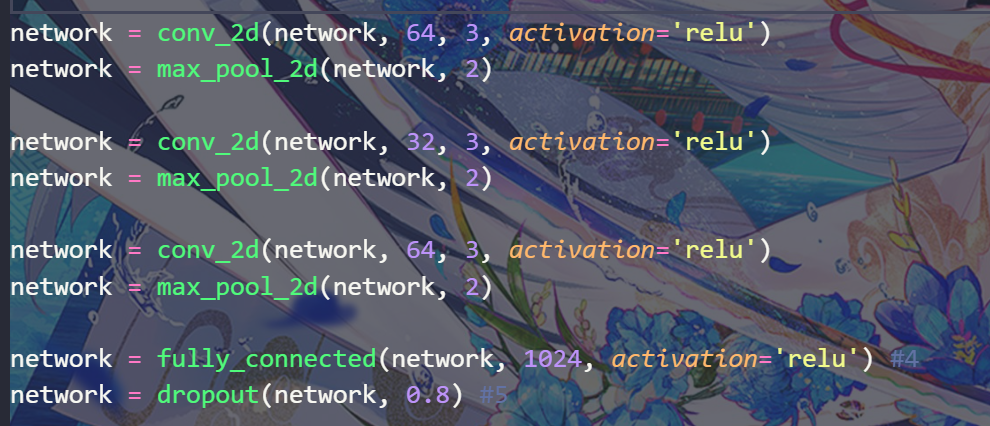 network = conv_2d(network, 64, 3, activation='relu')
network = max_pool_2d(network, 2)
network = conv_2d(network, 32, 3, activation='relu')
network = max_pool_2d(network, 2)
network = conv_2d(network, 64, 3, activation='relu')
network = max_pool_2d(network, 2)
network = fully_connected(network, 1024, activation='relu') #4
network = dropout(network, 0.8) #5